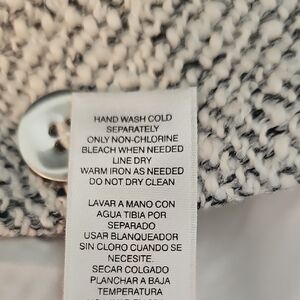 HAND WASH COLD
SEPARATELY
ONLY NON-CHLORINE
BLEACH WHEN NEEDED
LINE DRY
WARM IRON AS NEEDED
DO NOT DRY CLEAN
LAVAR A MANO CON
AGUA TIBIA POR
SEPARADO
USAR BLANQUEADOR
SIN CLORO CUANDO SE
NECESITE.
SECAR COLGADO
PLANCHAR A BAJA
TEMPERATURA